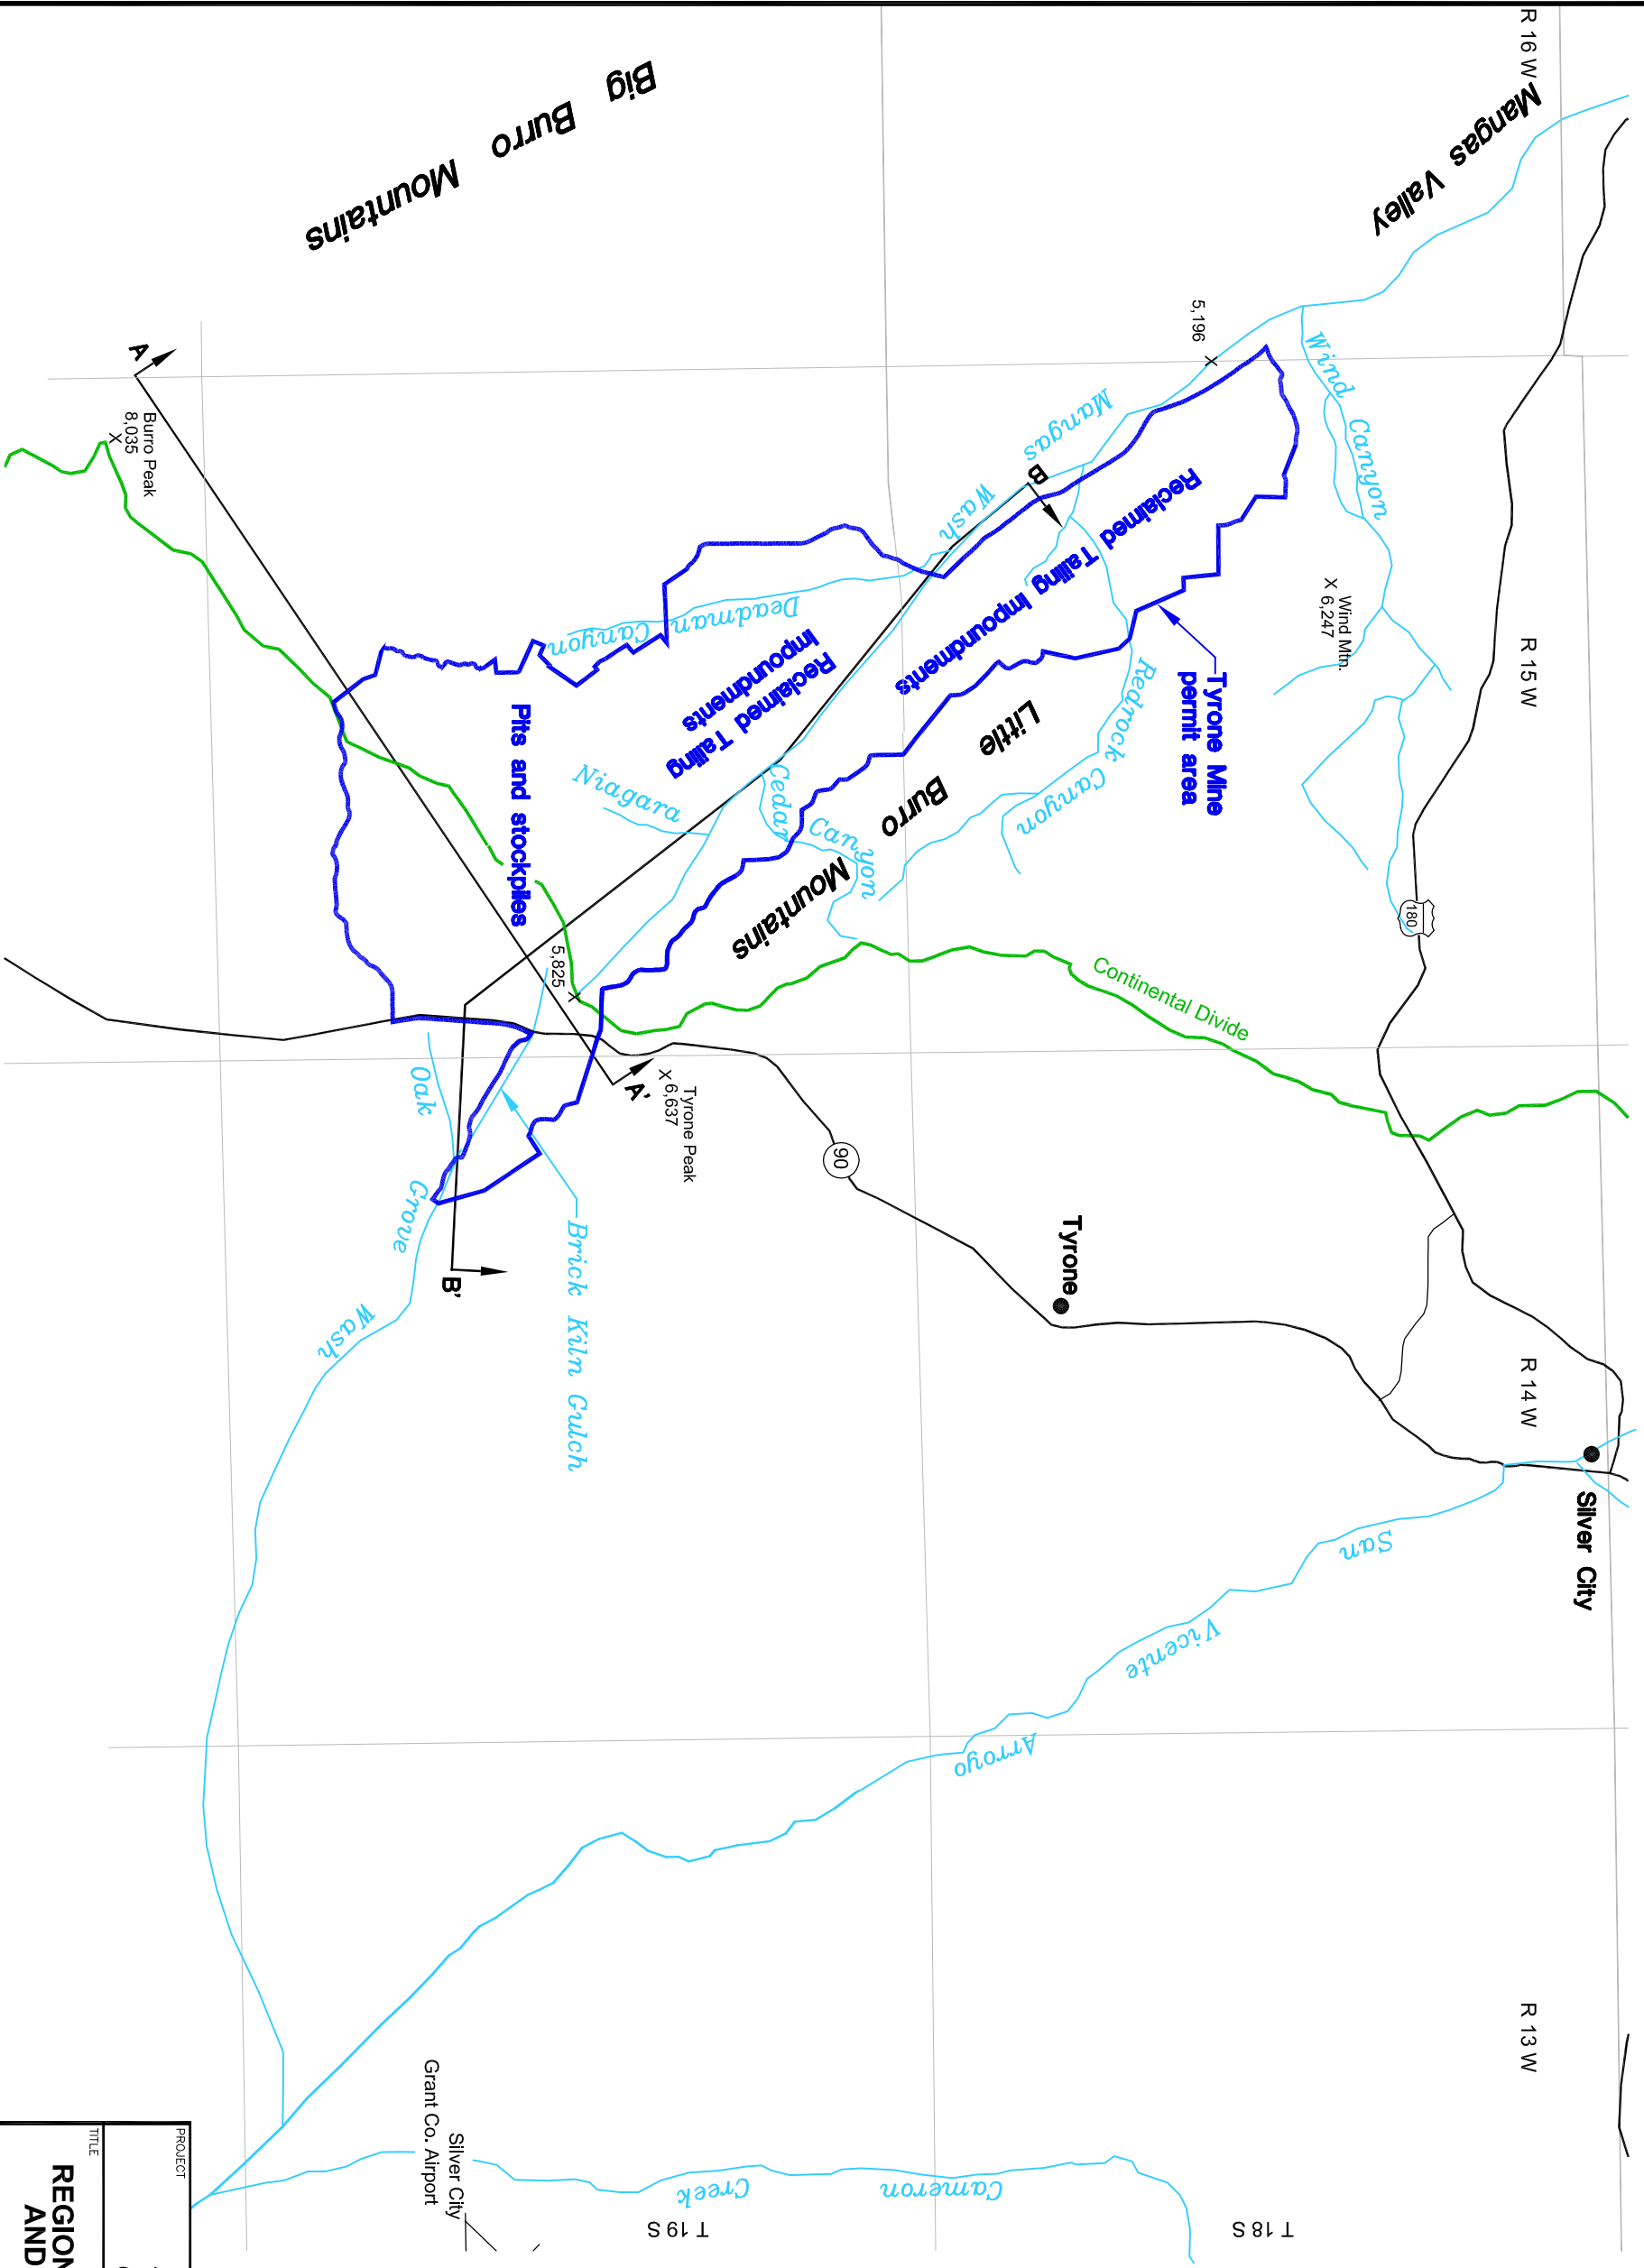 R 16 W
R 15 W
R 14 W
R 13 W
Mangas Valley
180
Silver City
Wind Canyon
Wind Mtn.
X 6,247
5,196
X
Tyrone Mine
permit area
Continental Divide
San Vicente Arroyo
T 18 S
Mangas Wash
B
Reclaimed Tailing Impoundments
Redrock Canyon
Little Burro Mountains
Tyrone
90
Cedar Canyon
Cameron Creek
Big Burro Mountains
Deadman Canyon
Reclaimed Tailing
Impoundments
Niagara
Tyrone Peak
X 6,637
A'
T 19 S
Pits and stockpiles
5,825
X
Brick Kiln Gulch
Oak Grove Wash
B'
Silver City
Grant Co. Airport
A
Burro Peak
8,035
X
PROJECT
TITLE
REGION
AND